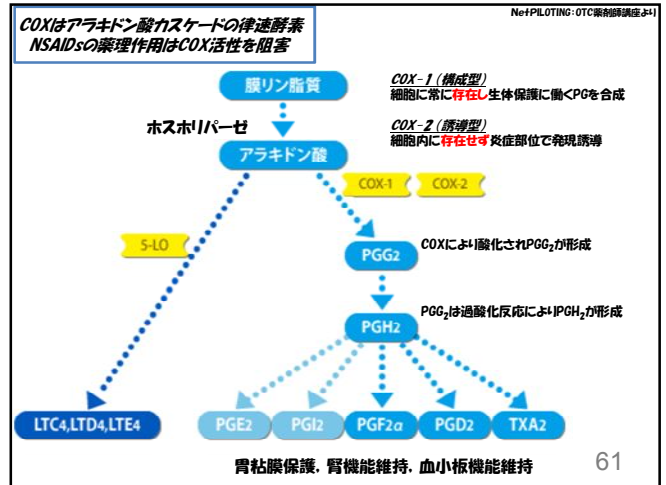 NetPILOTING:OTC薬剤師講座より
COXはアラキドン酸カスケードの律速酵素
NSAIDsの薬理作用はCOX活性を阻害
膜リン脂質
COX-1(構成型)
細胞に常に存在し生体保護に働くPGを合成
ホスホリパーゼ
COX-2(誘導型)
細胞内に存在せず炎症部位で発現誘導
アラキドン酸
COX-1
COX-2
5-LO
PGG2
COXにより酸化されPGG2が形成
PGG2は過酸化反応によりPGH2が形成
PGH2
LTC4,LTD4,LTE4
PGE2
PGI2
PGF2α
PGD2
TXA2
胃粘膜保護, 腎機能維持, 血小板機能維持
61